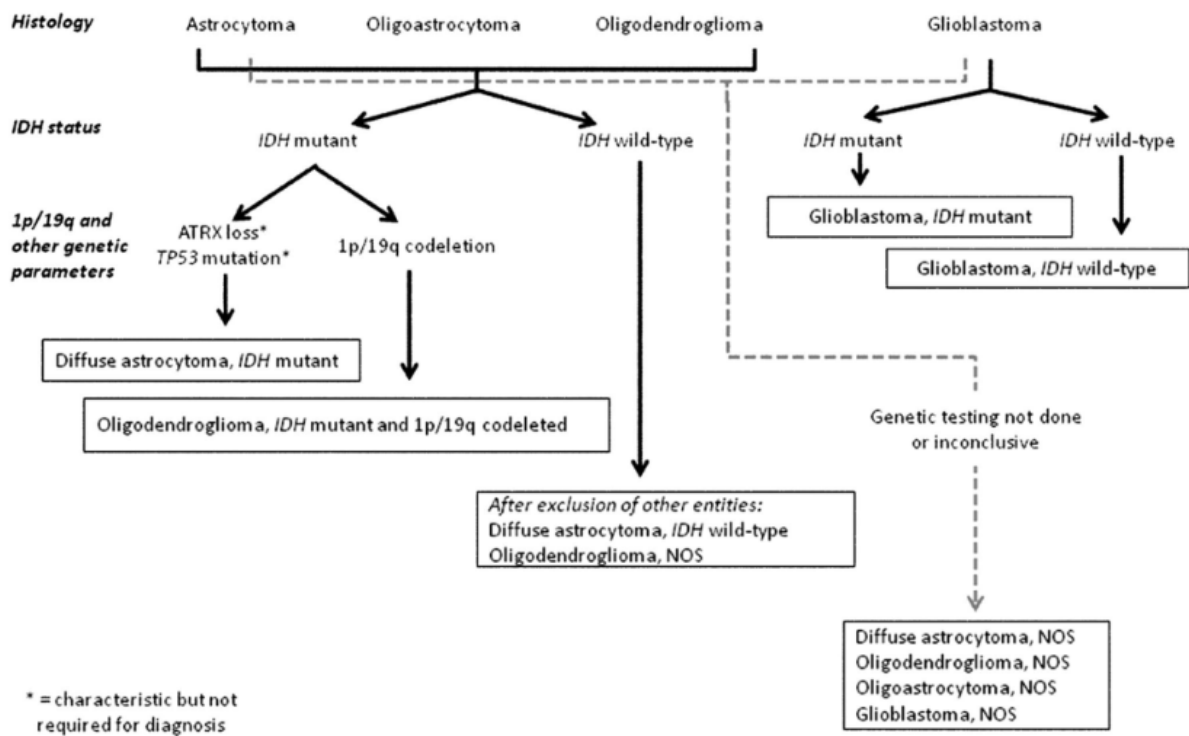 Histology
Astrocytoma
Oligoastrocytoma
Oligodendroglioma
Glioblastoma
IDH status
IDH mutant
IDH wild-type
IDH mutant
IDH wild-type
1p/19q and
other genetic
parameters
ATRX loss*
TP53 mutation*
1p/19q codeletion
Glioblastoma, IDH mutant
Glioblastoma, IDH wild-type
Diffuse astrocytoma, IDH mutant
Oligodendroglioma, IDH mutant and 1p/19q codeleted
Genetic testing not done
or inconclusive
After exclusion of other entities:
Diffuse astrocytoma, IDH wild-type
Oligodendroglioma, NOS
Diffuse astrocytoma, NOS
Oligodendroglioma, NOS
Oligoastrocytoma, NOS
Glioblastoma, NOS
* = characteristic but not
required for diagnosis